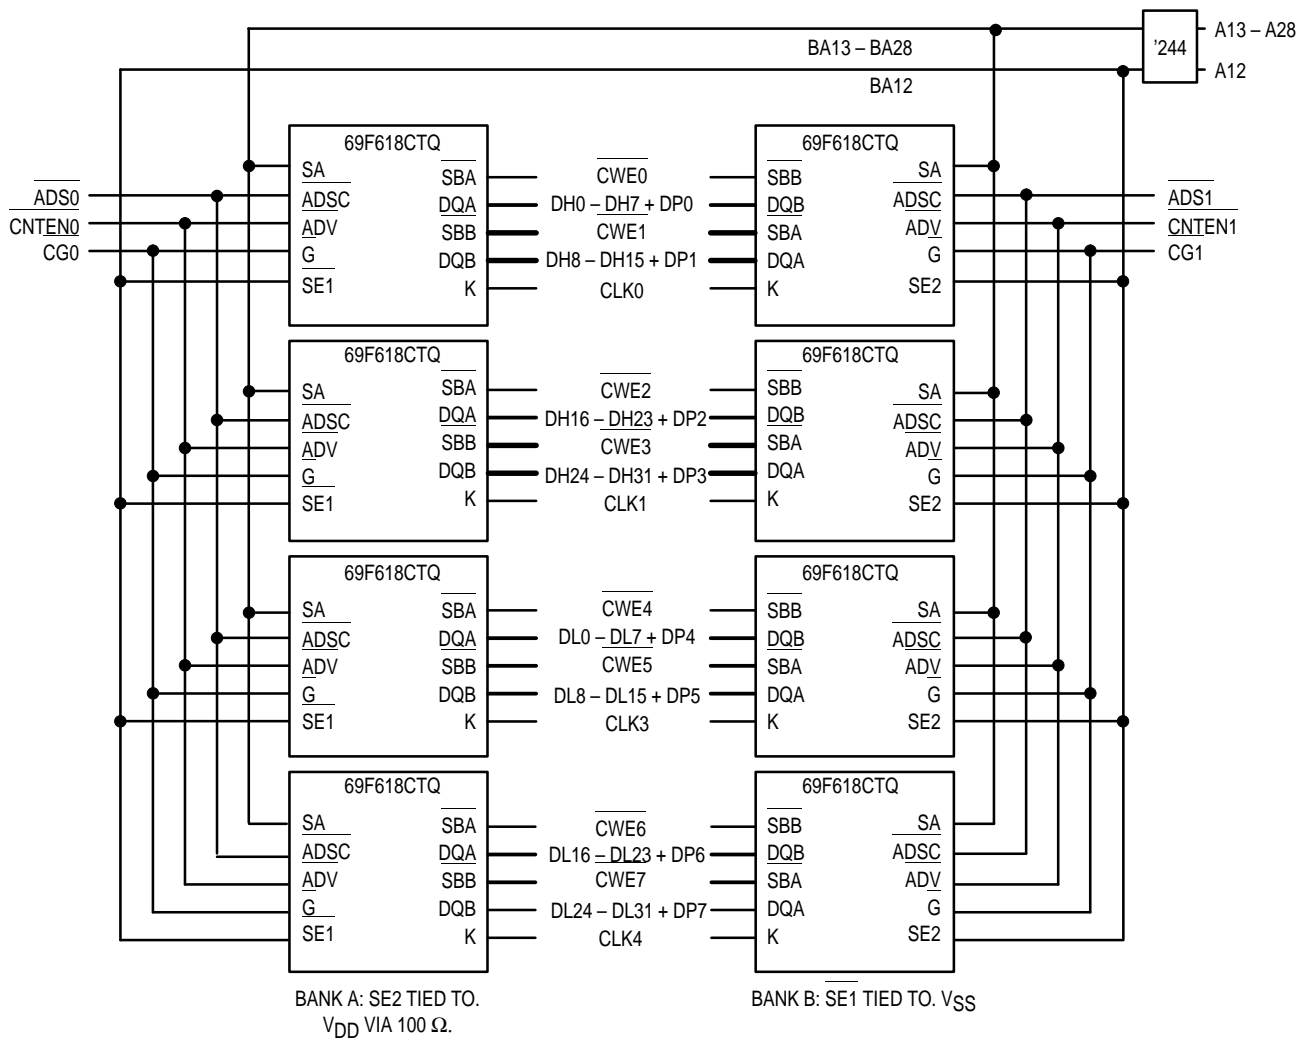 A13 – A28
BA13 – BA28
'244
A12
BA12
69F618CTQ
69F618CTQ
SA SBA CWE0 SBB SA
ADS0 ADSC DQA DH0 – DH7 + DP0 DQB ADSC ADS1
CNTEN0 ADV SBB CWE1 SBA ADV CNTEN1
CG0 G DQB DH8 – DH15 + DP1 DQA G CG1
SE1 K CLK0 K SE2
69F618CTQ
69F618CTQ
SA SBA CWE2 SBB SA
ADSC DQA DH16 – DH23 + DP2 DQB ADSC
ADV SBB CWE3 SBA ADV
G DQB DH24 – DH31 + DP3 DQA G
SE1 K CLK1 K SE2
69F618CTQ
69F618CTQ
SA SBA CWE4 SBB SA
ADSC DQA DL0 – DL7 + DP4 DQB ADSC
ADV SBB CWE5 SBA ADV
G DQB DL8 – DL15 + DP5 DQA G
SE1 K CLK3 K SE2
69F618CTQ
69F618CTQ
SA SBA CWE6 SBB SA
ADSC DQA DL16 – DL23 + DP6 DQB ADSC
ADV SBB CWE7 SBA ADV
G DQB DL24 – DL31 + DP7 DQA G
SE1 K CLK4 K SE2
BANK A: SE2 TIED TO.
VDD VIA 100 Ω.
BANK B: SE1 TIED TO. VSS